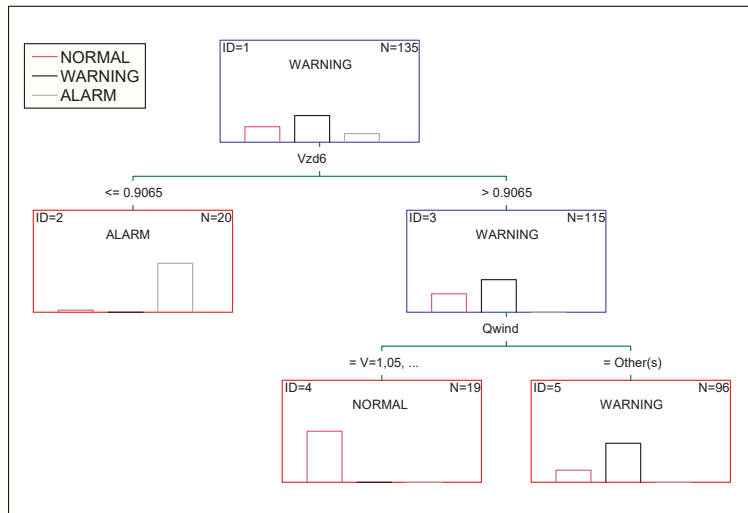 NORMAL
WARNING
ALARM
ID=1 N=135
WARNING
Vzd6
<= 0.9065 > 0.9065
ID=2 N=20
ALARM
ID=3 N=115
WARNING
Qwind
= V=1,05, ... = Other(s)
ID=4 N=19
NORMAL
ID=5 N=96
WARNING